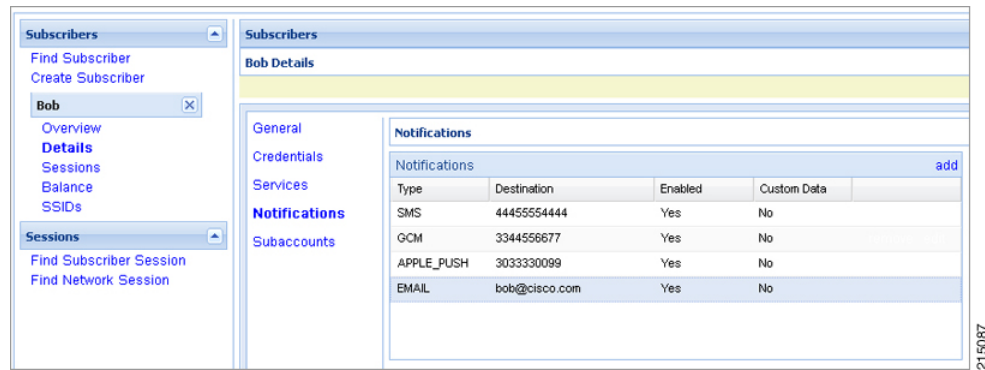 Subscribers
Find Subscriber
Create Subscriber
Bob
Overview
Details
Sessions
Balance
SSIDs
Sessions
Find Subscriber Session
Find Network Session
Subscribers
Bob Details
General
Credentials
Services
Notifications
Subaccounts
Notifications
Notifications add
Type Destination Enabled Custom Data
SMS 44455554444 Yes No
GCM 3344556677 Yes No
APPLE_PUSH 3033330099 Yes No
EMAIL bob@cisco.com Yes No
215087